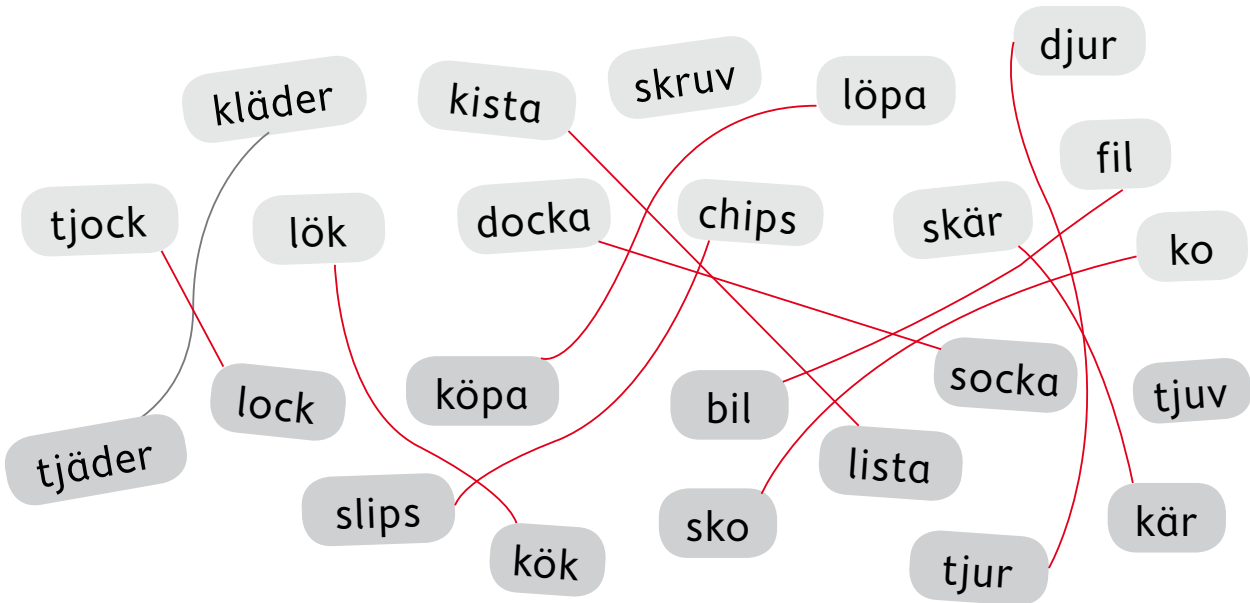 kläder
kista
skruv
löpa
djur
fil
tjock
lök
docka
chips
skär
ko
tjäder
lock
köpa
bil
socka
tjuv
slips
kök
sko
lista
tjur
kär